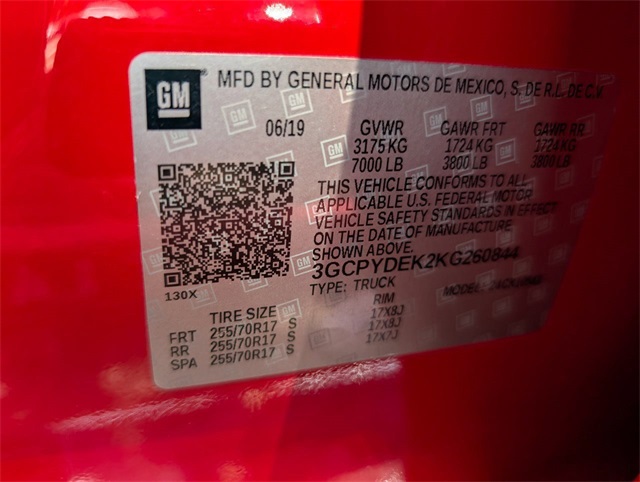 GM MFD BY GENERAL MOTORS DE MEXICO, S. DE R.L. DE C.V.
06/19 GVWR GAWR FRT GAWR RR
3175 KG 1724 KG 1724 KG
7000 LB 3800 LB 3800 LB
THIS VEHICLE CONFORMS TO ALL
APPLICABLE U.S. FEDERAL MOTOR
VEHICLE SAFETY STANDARDS IN EFFECT
ON THE DATE OF MANUFACTURE
SHOWN ABOVE.
3GCPYDEK2KG260844
TYPE: TRUCK MODEL:
130X
TIRE SIZE RIM
FRT 255/70R17 S 17X8J
RR 255/70R17 S 17X8J
SPA 255/70R17 S 17X7J